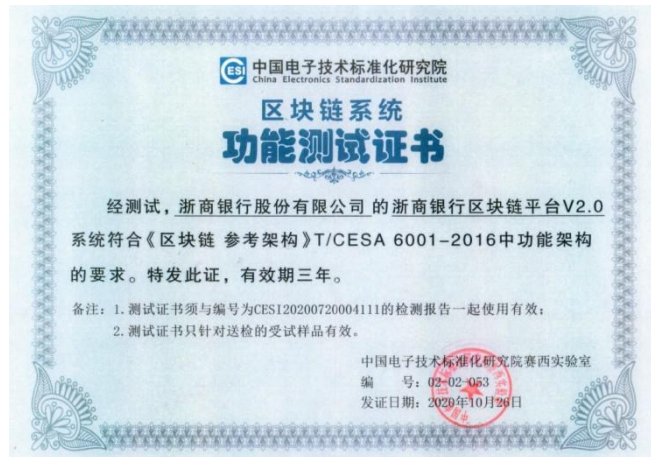 CESI 中国电子技术标准化研究院
China Electronics Standardization Institute
区块链系统
功能测试证书
经测试，浙商银行股份有限公司 的浙商银行区块链平台V2.0
系统符合《区块链 参考架构》T/CESA 6001-2016中功能架构
的要求。特发此证，有效期三年。
备注：1. 测试证书须与编号为CESI20200720004111的检测报告一起使用有效；
2. 测试证书只针对送检的受试样品有效。
中国电子技术标准化研究院赛西实验室
编 号：02-02-053
发证日期：2020年10月26日